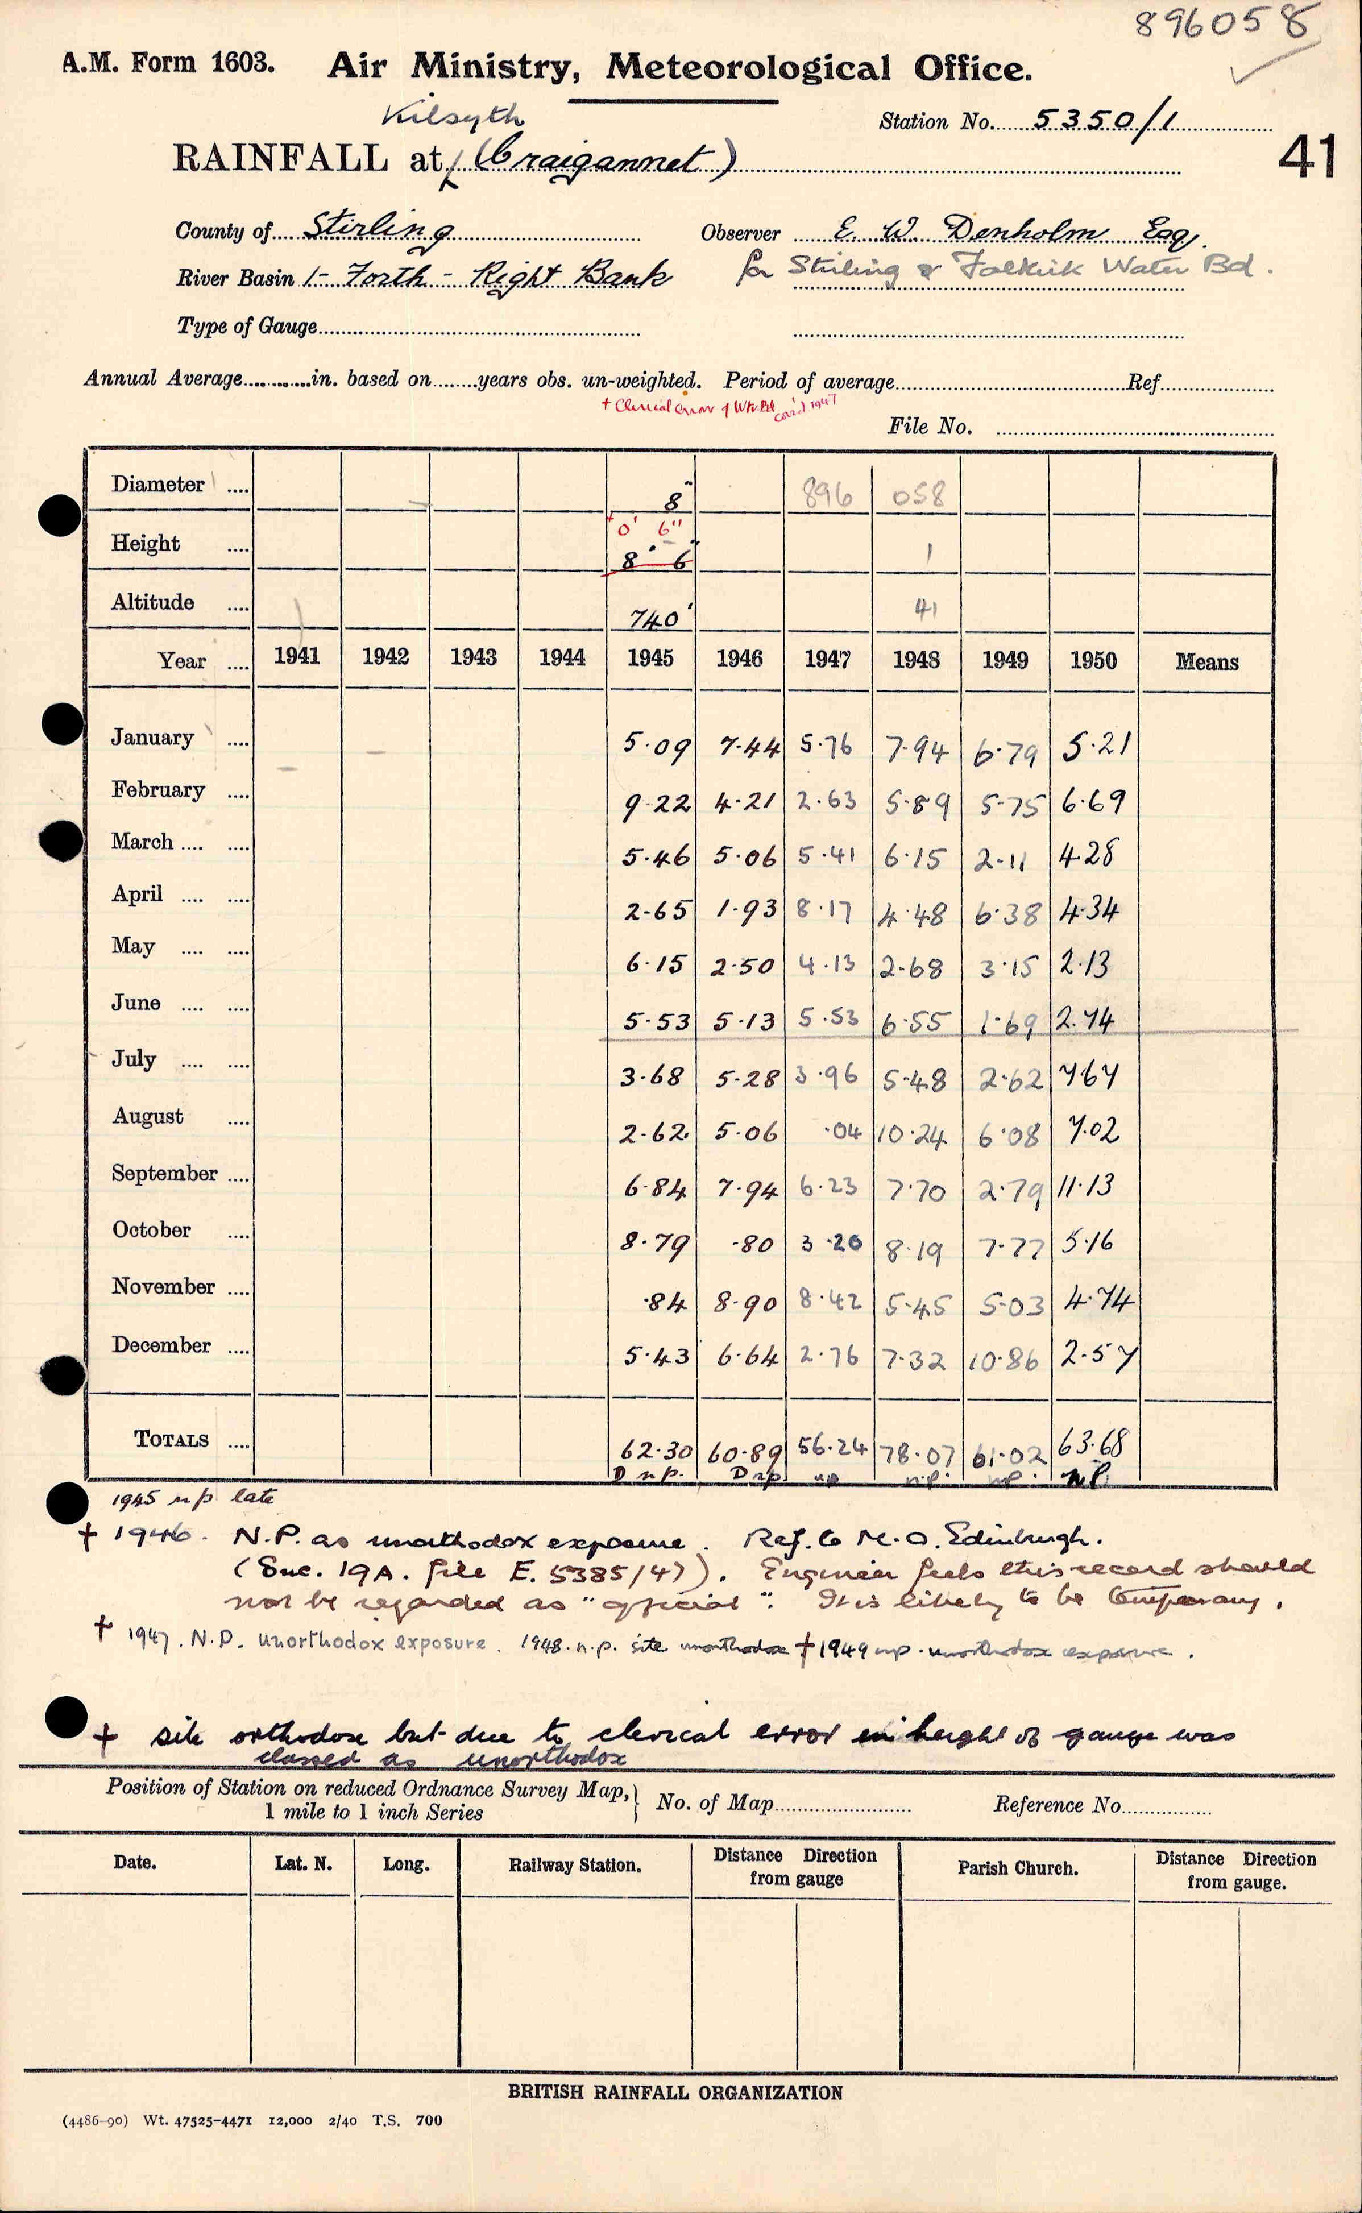 896058
A.M. Form 1603. Air Ministry, Meteorological Office.
Kilsyth
Station No. 5350/1
RAINFALL at (Craigannet)
41
County of Stirling Observer E. W. Denholm Esq.
River Basin 1- Forth - Right Bank for Stirling & Falkirk Water Bd.
Type of Gauge
Annual Average in. based on years obs. un-weighted. Period of average Ref
+ Clerical error of Wtr Bd card 1947
File No.
Diameter 8" 896 058
Height 0' 6" 8' 6" 1
Altitude 740' 41
Year 1941 1942 1943 1944 1945 1946 1947 1948 1949 1950 Means
January 5.09 7.44 5.76 7.94 6.79 5.21
February 9.22 4.21 2.63 5.89 5.75 6.69
March 5.46 5.06 5.41 6.15 2.11 4.28
April 2.65 1.93 8.17 4.48 6.38 4.34
May 6.15 2.50 4.13 2.68 3.15 2.13
June 5.53 5.13 5.53 6.55 1.69 2.74
July 3.68 5.28 3.96 5.48 2.62 7.67
August 2.62 5.06 .04 10.24 6.08 7.02
September 6.84 7.94 6.23 7.70 2.79 11.13
October 8.79 .80 3.20 8.19 7.77 5.16
November .84 8.90 8.42 5.45 5.03 4.74
December 5.43 6.64 2.76 7.32 10.86 2.57
TOTALS 62.30 60.89 56.24 78.07 61.02 63.68
D n.p. D n.p. np n.p. n.p. n.P.
1945 n/p late
† 1946. N.P. as unorthodox exposure. Ref. to M.O. Edinburgh.
(Enc. 19A. file E. 5385/47). Engineer feels this record should
not be regarded as "official". It is likely to be temporary.
† 1947. N.P. unorthodox exposure. 1948. n.p. site unorthodox † 1949 np. unorthodox exposure.
† site orthodox but due to clerical error in height of gauge was
classed as unorthodox
Position of Station on reduced Ordnance Survey Map, 1 mile to 1 inch Series No. of Map Reference No.
Date. Lat. N. Long. Railway Station. Distance Direction from gauge Parish Church. Distance Direction from gauge.
BRITISH RAINFALL ORGANIZATION
(4486-90) Wt. 47525-4471 12,000 2/40 T.S. 700